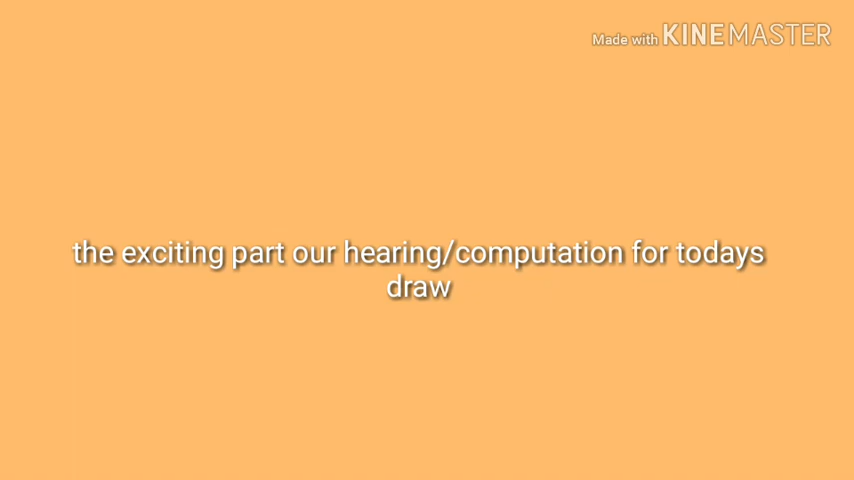 Made with KINEMASTER
the exciting part our hearing/computation for todays
draw